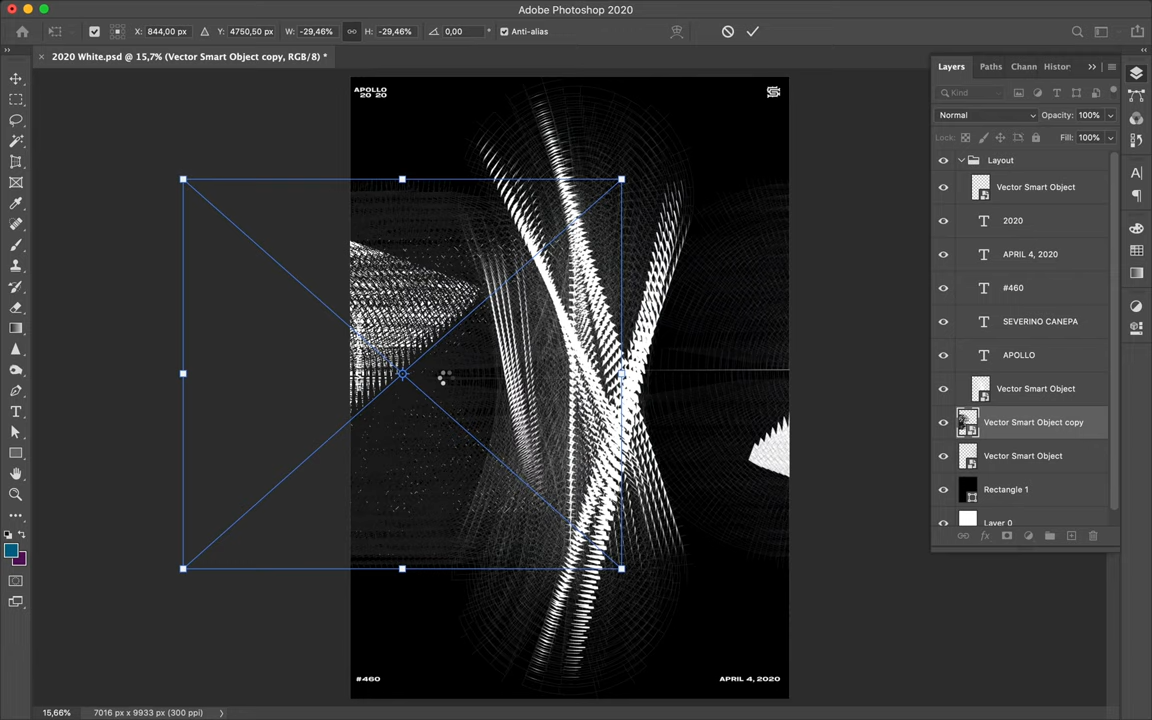 Adobe Photoshop 2020
X: 844,00 px Y: 4750,50 px W: -29,46% H: -29,46% 0,00 ° Anti-alias
2020 White.psd @ 15,7% (Vector Smart Object copy, RGB/8) *
Layers Paths Chann Histor
Kind
Normal Opacity: 100%
Lock: Fill: 100%
Layout
Vector Smart Object
2020
APRIL 4, 2020
#460
SEVERINO CANEPA
APOLLO
Vector Smart Object
Vector Smart Object copy
Vector Smart Object
Rectangle 1
Layer 0
APOLLO
20 20
#460
APRIL 4, 2020
15,66% 7016 px x 9933 px (300 ppi)